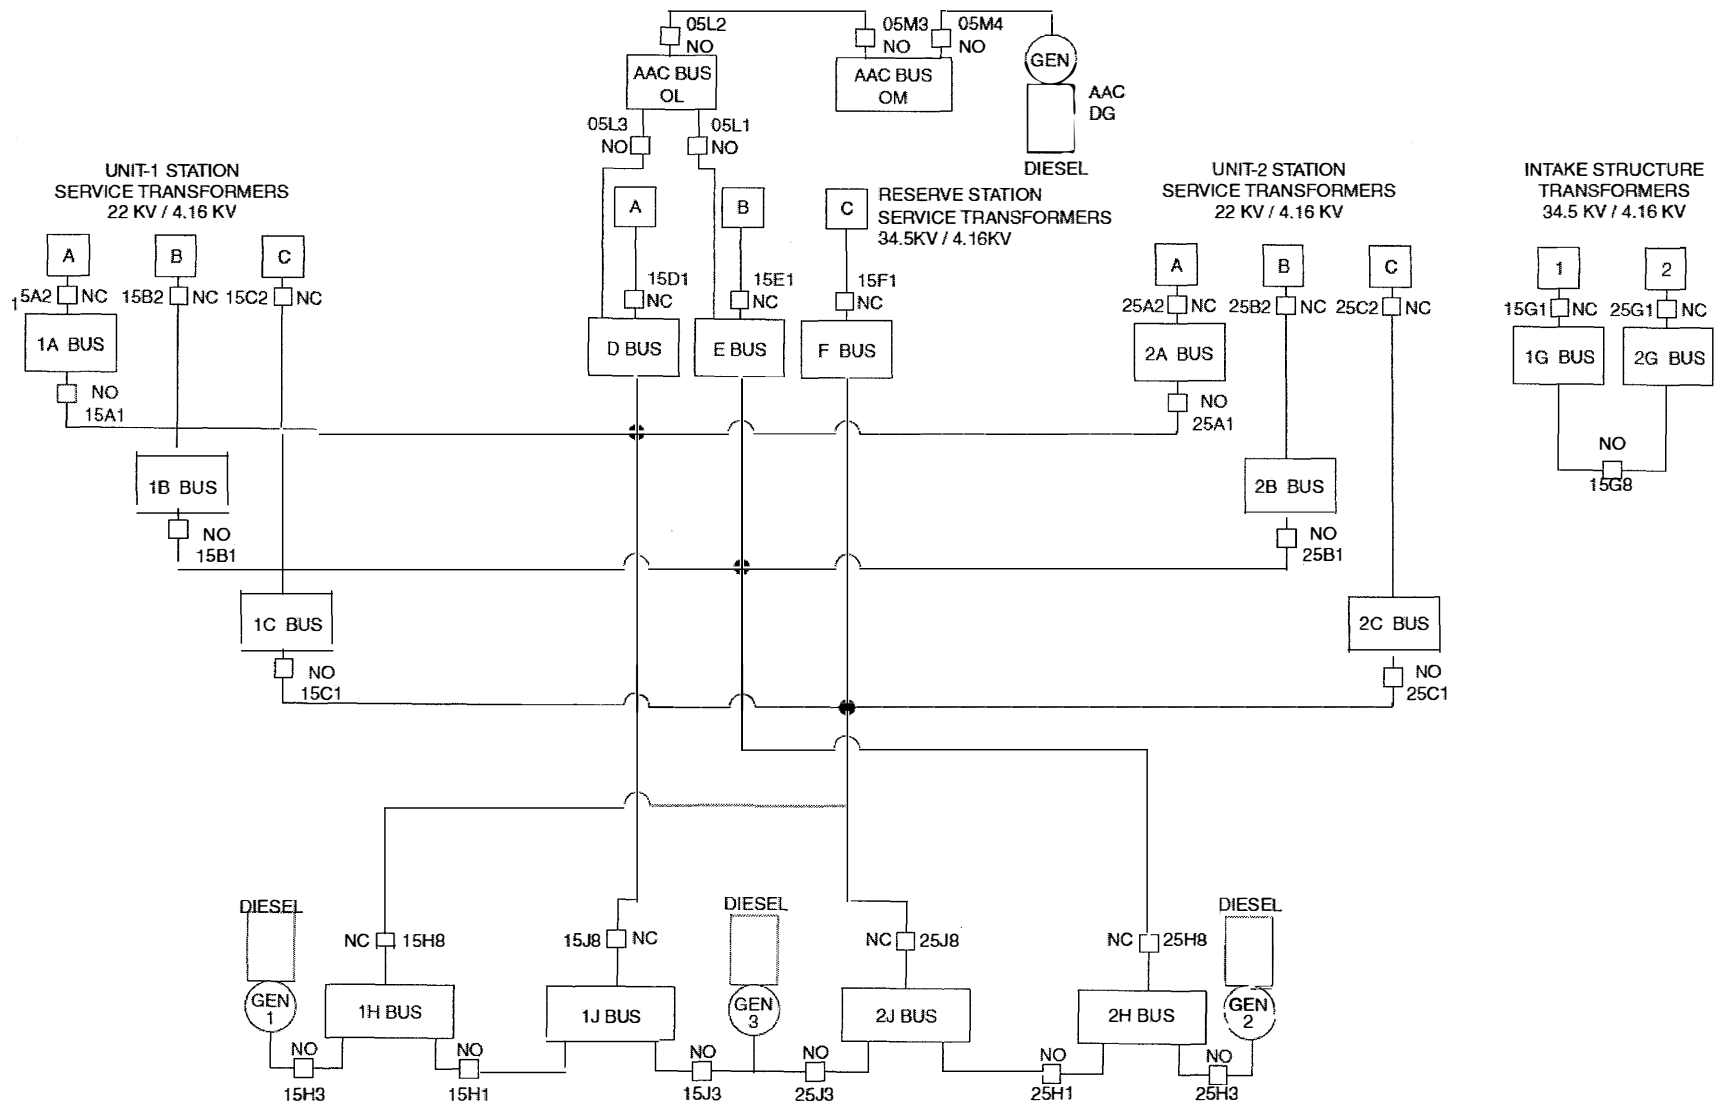 05L2
NO
05M3
NO
05M4
NO
GEN
AAC BUS
OL
AAC BUS
OM
AAC
DG
DIESEL
05L3
NO
05L1
NO
UNIT-1 STATION
SERVICE TRANSFORMERS
22 KV / 4.16 KV
A
B
C
RESERVE STATION
SERVICE TRANSFORMERS
34.5KV / 4.16KV
UNIT-2 STATION
SERVICE TRANSFORMERS
22 KV / 4.16 KV
INTAKE STRUCTURE
TRANSFORMERS
34.5 KV / 4.16 KV
A
B
C
A
B
C
1
2
15A2
NC
15B2
NC
15C2
NC
15D1
NC
15E1
NC
15F1
NC
25A2
NC
25B2
NC
25C2
NC
15G1
NC
25G1
NC
1A BUS
D BUS
E BUS
F BUS
2A BUS
1G BUS
2G BUS
NO
15A1
NO
25A1
NO
15G8
1B BUS
2B BUS
NO
15B1
NO
25B1
1C BUS
2C BUS
NO
15C1
NO
25C1
DIESEL
DIESEL
DIESEL
NC
15H8
15J8
NC
NC
25J8
NC
25H8
GEN
1
1H BUS
1J BUS
GEN
3
2J BUS
2H BUS
GEN
2
NO
15H3
NO
15H1
NO
15J3
NO
25J3
NO
25H1
NO
25H3